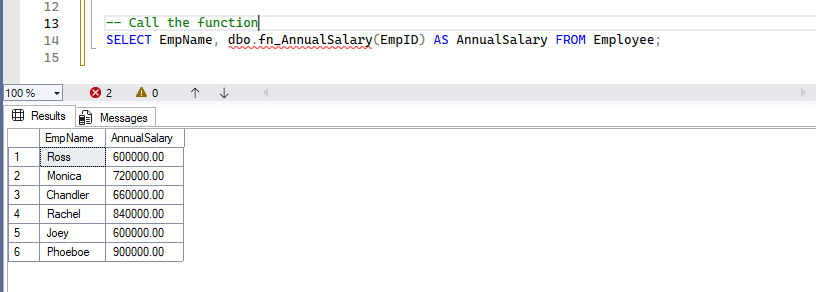 12
13 -- Call the function
14 SELECT EmpName, dbo.fn_AnnualSalary(EmpID) AS AnnualSalary FROM Employee;
15
100 % 2 0
Results Messages
EmpName AnnualSalary
1 Ross 600000.00
2 Monica 720000.00
3 Chandler 660000.00
4 Rachel 840000.00
5 Joey 600000.00
6 Phoeboe 900000.00